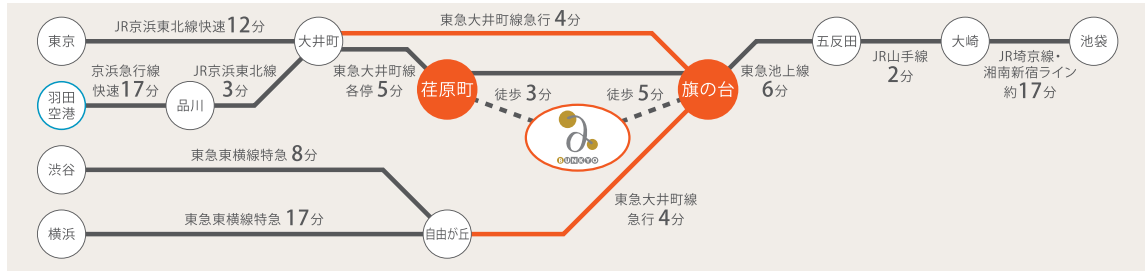 JR京浜東北線快速12分
東急大井町線急行 4分
東京
大井町
五反田
大崎
池袋
京浜急行線
快速17分
JR京浜東北線
3分
東急大井町線
各停 5分
荏原町
徒歩 3分
徒歩 5分
旗の台
東急池上線
6分
JR山手線
2分
JR埼京線・
湘南新宿ライン
約17分
羽田
空港
品川
BUNKYO
渋谷
東急東横線特急 8分
横浜
東急東横線特急 17分
自由が丘
東急大井町線
急行 4分